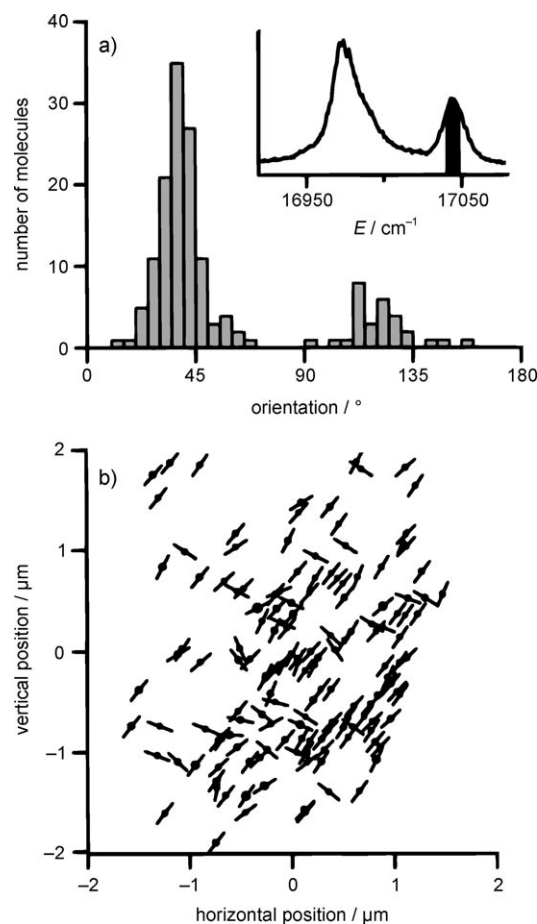 a)
number of molecules
40
30
20
10
0
0 45 90 135 180
orientation / °
16950 17050
E / cm⁻¹
b)
vertical position / µm
2
1
0
−1
−2
−2 −1 0 1 2
horizontal position / µm